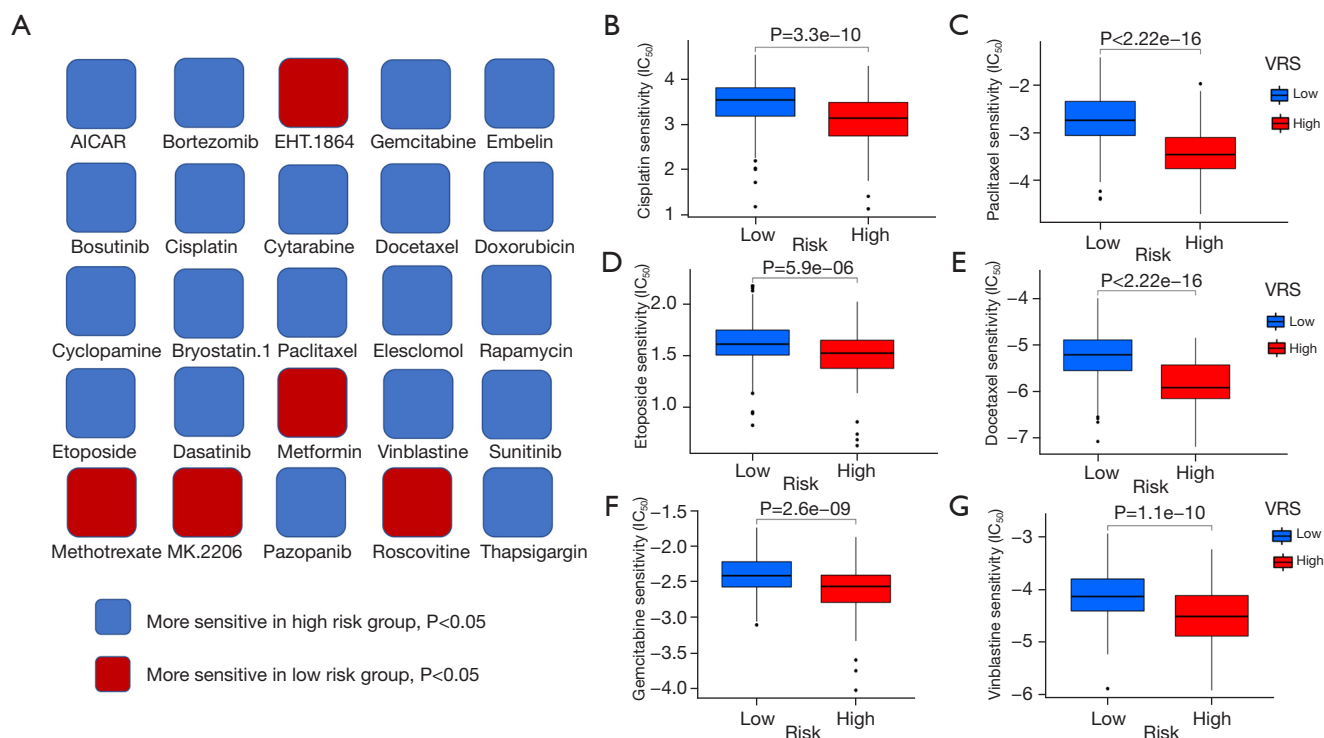 A
AICAR Bortezomib EHT.1864 Gemcitabine Embelin
Bosutinib Cisplatin Cytarabine Docetaxel Doxorubicin
Cyclopamine Bryostatin.1 Paclitaxel Elesclomol Rapamycin
Etoposide Dasatinib Metformin Vinblastine Sunitinib
Methotrexate MK.2206 Pazopanib Roscovitine Thapsigargin
More sensitive in high risk group, P<0.05
More sensitive in low risk group, P<0.05
B
P=3.3e−10
Cisplatin sensitivity (IC50)
4
3
2
1
Low High
Risk
C
P<2.22e−16
Paclitaxel sensitivity (IC50)
−2
−3
−4
Low High
Risk
VRS
Low
High
D
P=5.9e−06
Etoposide sensitivity (IC50)
2.0
1.5
1.0
Low High
Risk
E
P<2.22e−16
Docetaxel sensitivity (IC50)
−4
−5
−6
−7
Low High
Risk
VRS
Low
High
F
P=2.6e−09
Gemcitabine sensitivity (IC50)
−1.5
−2.0
−2.5
−3.0
−3.5
−4.0
Low High
Risk
G
P=1.1e−10
Vinblastine sensitivity (IC50)
−3
−4
−5
−6
Low High
Risk
VRS
Low
High